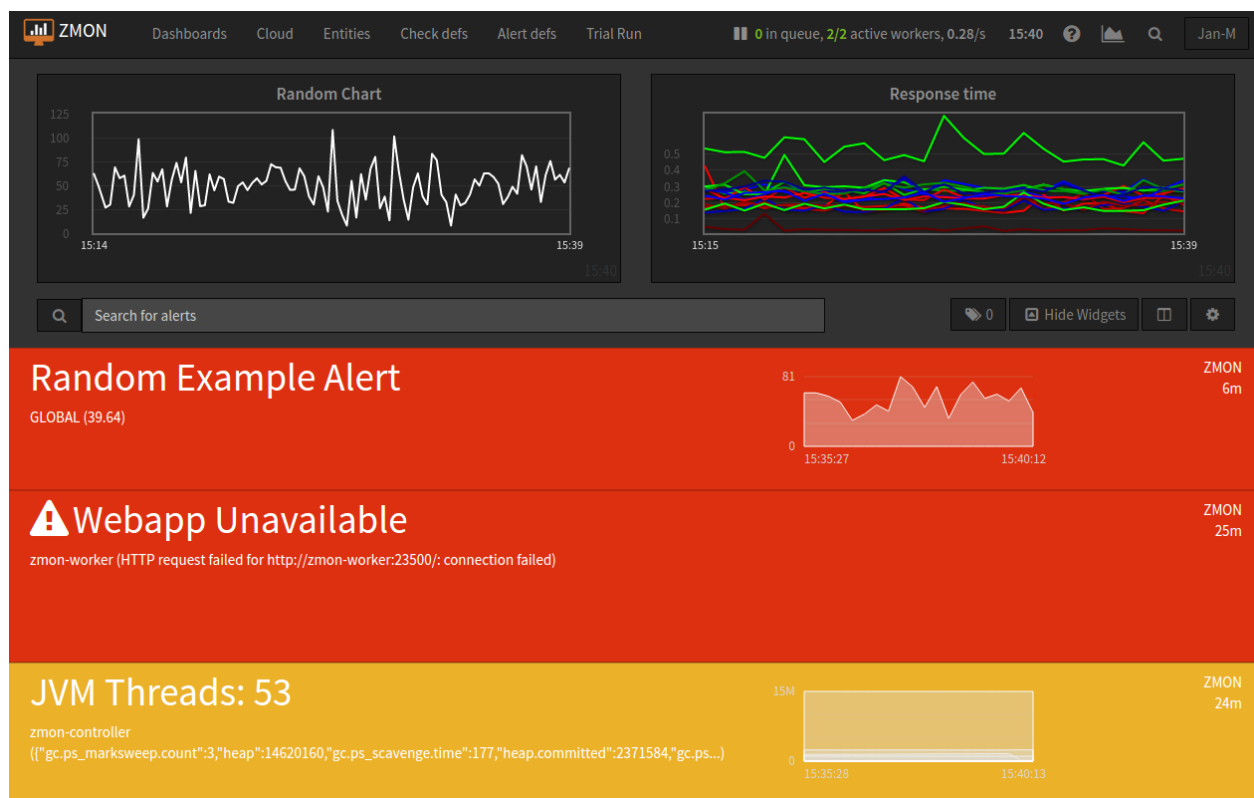 ZMON Dashboards Cloud Entities Check defs Alert defs Trial Run 0 in queue, 2/2 active workers, 0.28/s 15:40 Jan-M
Random Chart
125
100
75
50
25
0
15:14 15:39
15:40
Response time
0.5
0.4
0.3
0.2
0.1
15:15 15:39
15:40
Search for alerts 0 Hide Widgets
Random Example Alert
GLOBAL (39.64)
81
0
15:35:27 15:40:12
ZMON
6m
Webapp Unavailable
zmon-worker (HTTP request failed for http://zmon-worker:23500/: connection failed)
ZMON
25m
JVM Threads: 53
zmon-controller
({"gc.ps_marksweep.count":3,"heap":14620160,"gc.ps_scavenge.time":177,"heap.committed":2371584,"gc.ps...)
15M
0
15:35:28 15:40:13
ZMON
24m